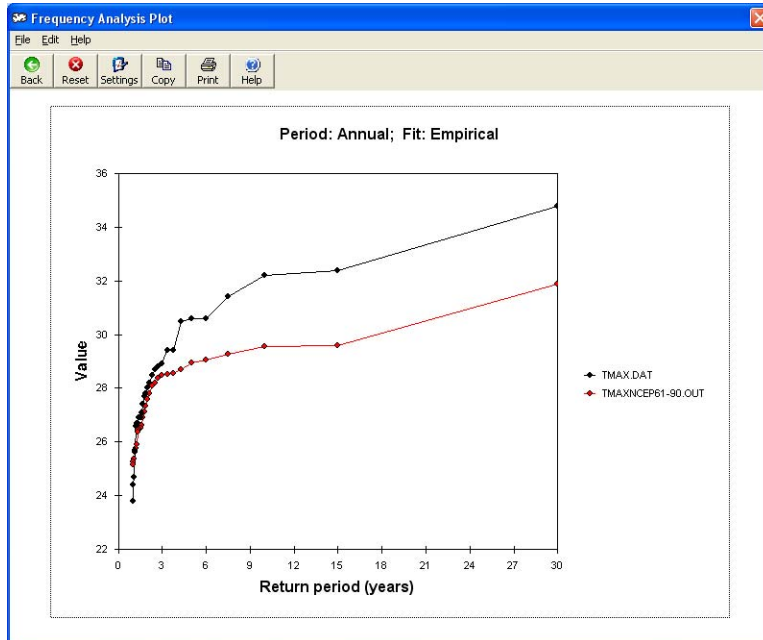 Frequency Analysis Plot
File Edit Help
Back Reset Settings Copy Print Help
Period: Annual; Fit: Empirical
36
34
32
30
28
26
24
22
Value
0 3 6 9 12 15 18 21 24 27 30
Return period (years)
TMAX.DAT
TMAXNCEP61-90.OUT